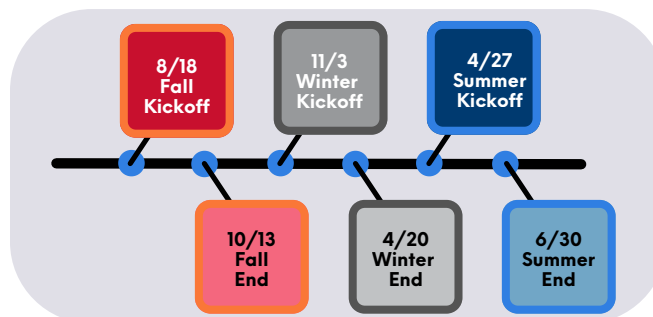 8/18
Fall
Kickoff
11/3
Winter
Kickoff
4/27
Summer
Kickoff
10/13
Fall
End
4/20
Winter
End
6/30
Summer
End